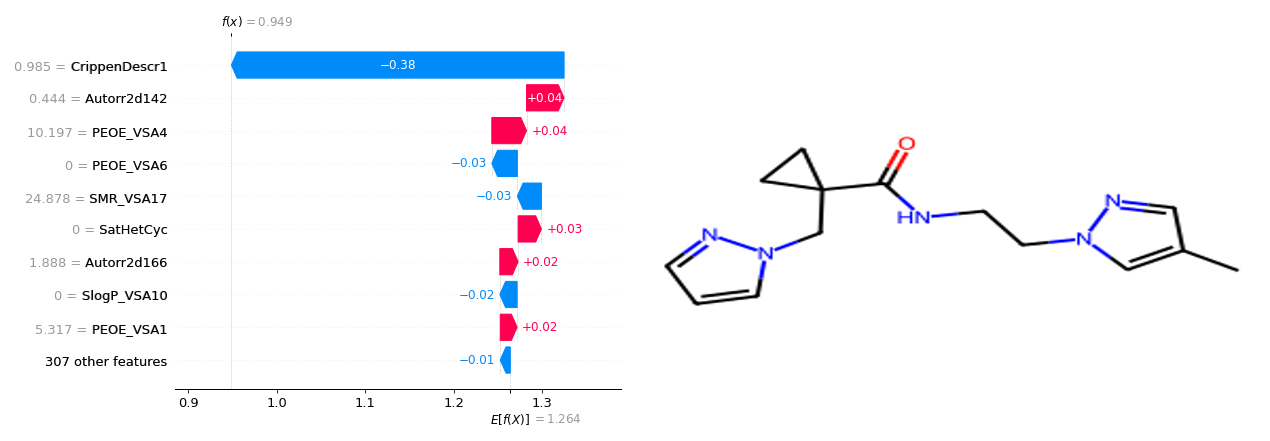 f(x) = 0.949
0.985 = CrippenDescr1
−0.38
0.444 = Autorr2d142
+0.04
10.197 = PEOE_VSA4
+0.04
0 = PEOE_VSA6
−0.03
24.878 = SMR_VSA17
−0.03
0 = SatHetCyc
+0.03
1.888 = Autorr2d166
+0.02
0 = SlogP_VSA10
−0.02
5.317 = PEOE_VSA1
+0.02
307 other features
−0.01
0.9 1.0 1.1 1.2 1.3
E[f(X)] = 1.264
O
HN
N
N
N
N